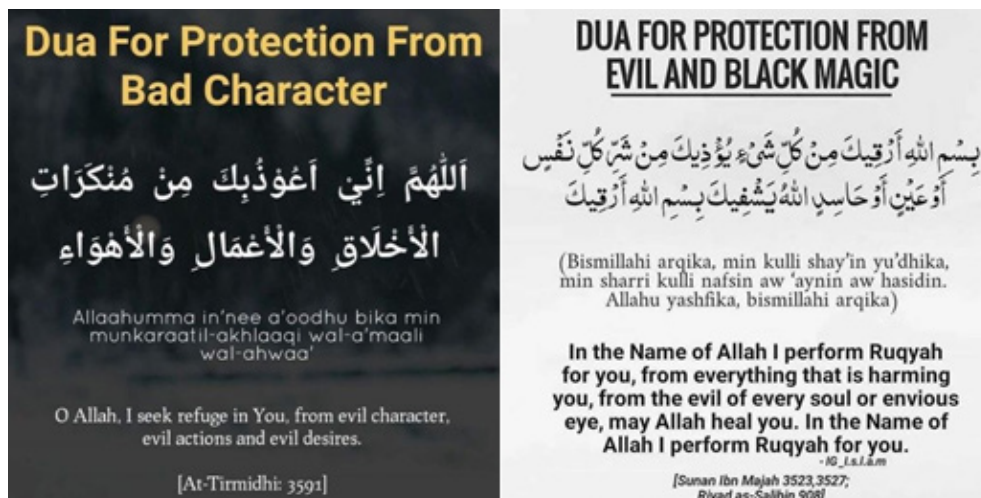 Dua For Protection From
Bad Character
اَللّٰهُمَّ اِنِّيْ اَعُوْذُبِكَ مِنْ مُنْكَرَاتِ
الْأَخْلَاقِ وَالْأَعْمَالِ وَالْأَهْوَاءِ
Allaahumma in'nee a'oodhu bika min
munkaraatil-akhlaaqi wal-a'maali
wal-ahwaa'
O Allah, I seek refuge in You, from evil character,
evil actions and evil desires.
[At-Tirmidhi: 3591]
DUA FOR PROTECTION FROM
EVIL AND BLACK MAGIC
بِسْمِ اللهِ أَرْقِيكَ مِنْ كُلِّ شَيْءٍ يُؤْذِيكَ مِنْ شَرِّ كُلِّ نَفْسٍ
أَوْ عَيْنٍ أَوْ حَاسِدٍ اللهُ يَشْفِيكَ بِسْمِ اللهِ أَرْقِيكَ
(Bismillahi arqika, min kulli shay'in yu'dhika,
min sharri kulli nafsin aw 'aynin aw hasidin.
Allahu yashfika, bismillahi arqika)
In the Name of Allah I perform Ruqyah
for you, from everything that is harming
you, from the evil of every soul or envious
eye, may Allah heal you. In the Name of
Allah I perform Ruqyah for you.
- IG_I.s.l.a.m
[Sunan Ibn Majah 3523,3527;
Riyad as-Salihin 908]